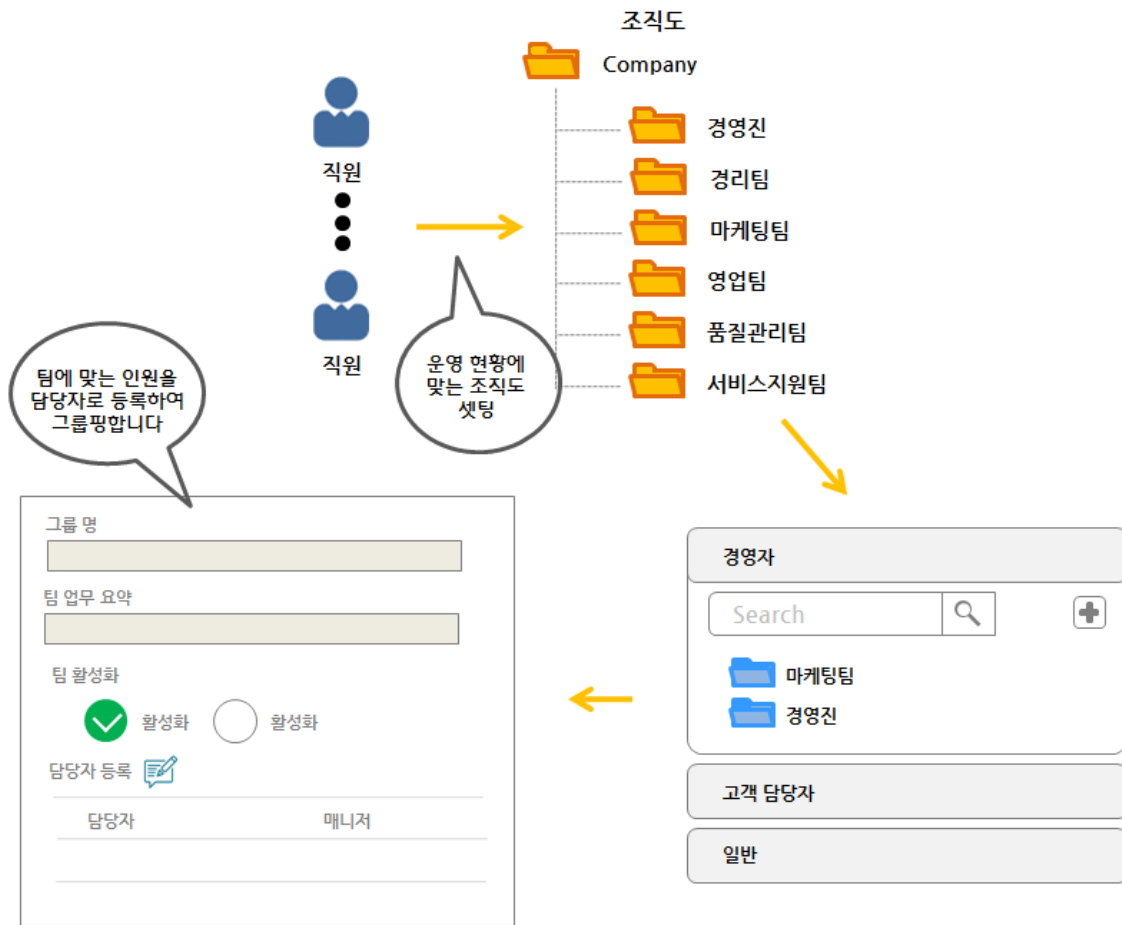 조직도
Company
직원
직원
경영진
경리팀
마케팅팀
영업팀
품질관리팀
서비스지원팀
운영 현황에
맞는 조직도
셋팅
팀에 맞는 인원을
담당자로 등록하여
그룹핑합니다
그룹 명
팀 업무 요약
팀 활성화
활성화 활성화
담당자 등록
담당자 매니저
경영자
Search
마케팅팀
경영진
고객 담당자
일반